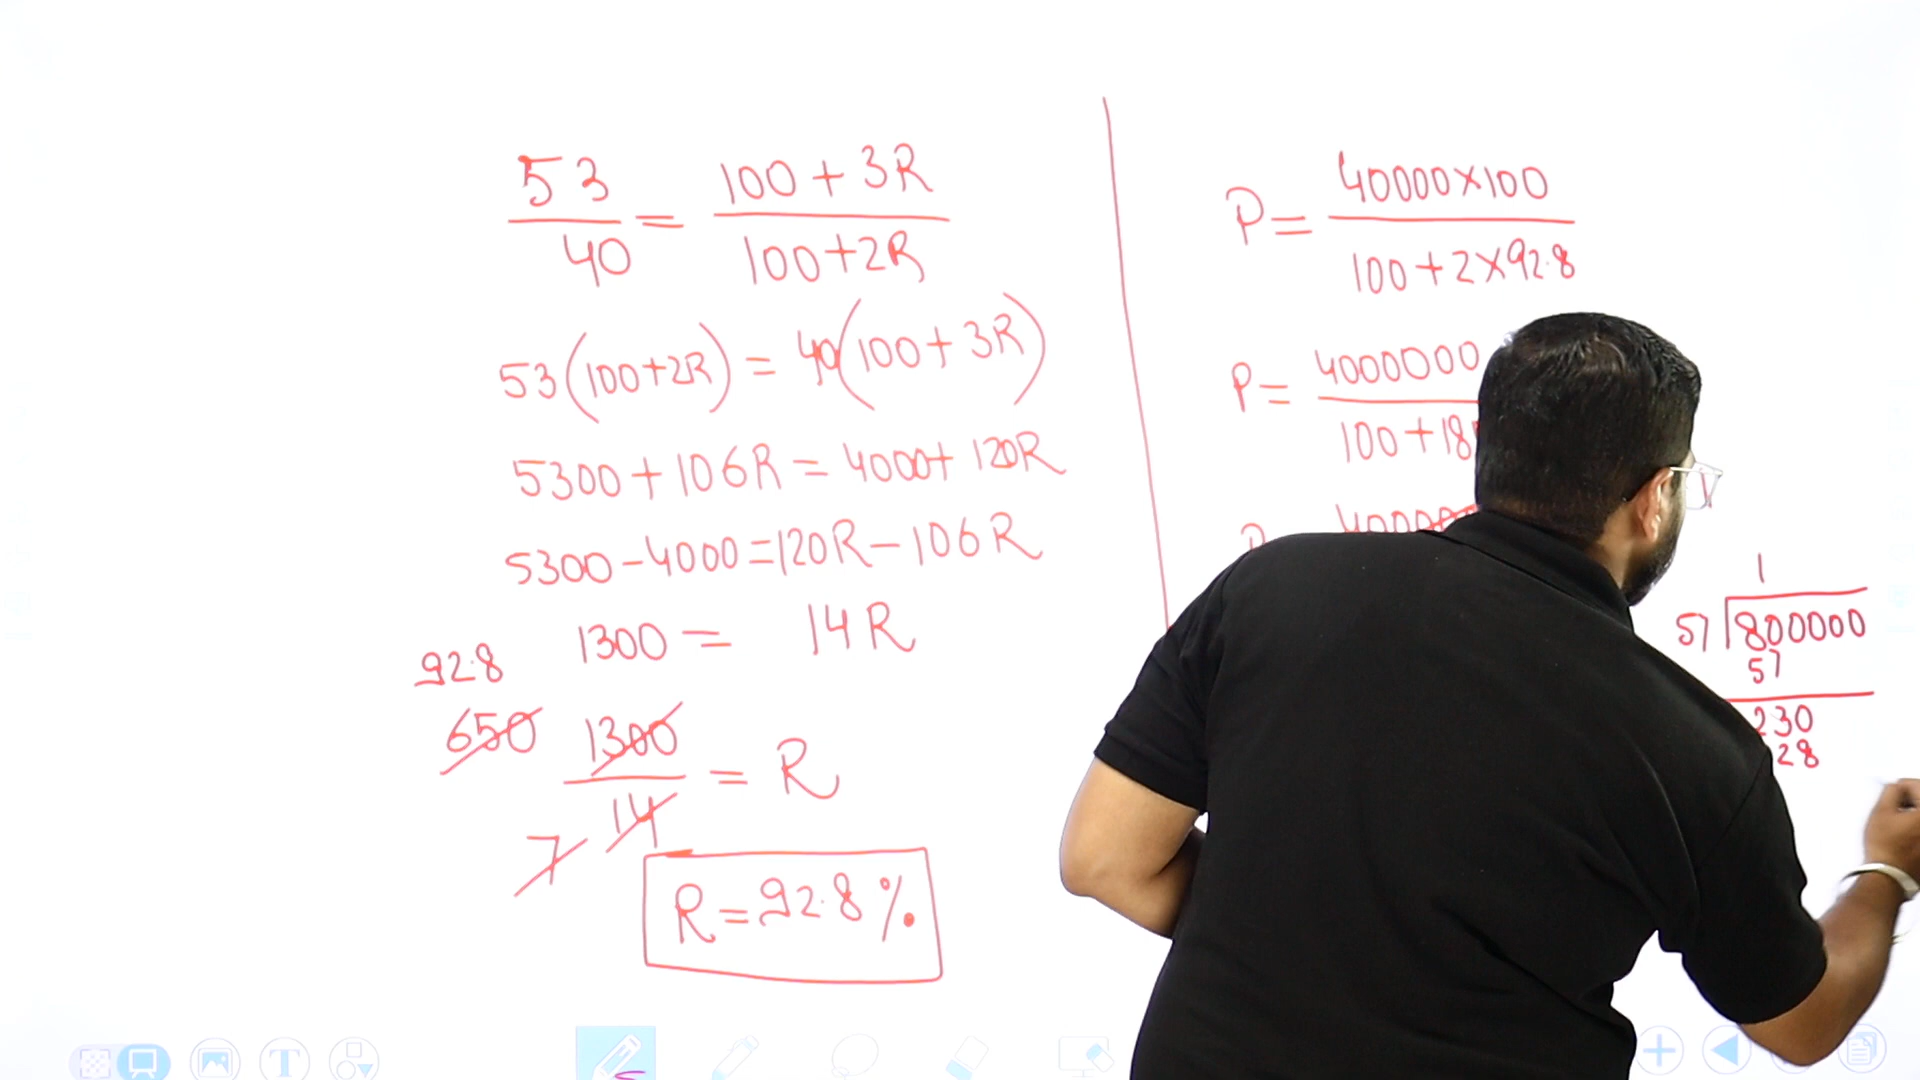 53/40 = (100 + 3R)/(100+2R)
53(100+2R) = 40(100+ 3R)
5300+106R = 4000+ 120R
5300-4000=120R-106R
1300 = 14R
92.8
650 1300/14 = R
7
R=92.8%
P= (40000×100)/(100+2×92.8)
P= 4000000
100+18
1
57 800000
57
230
28